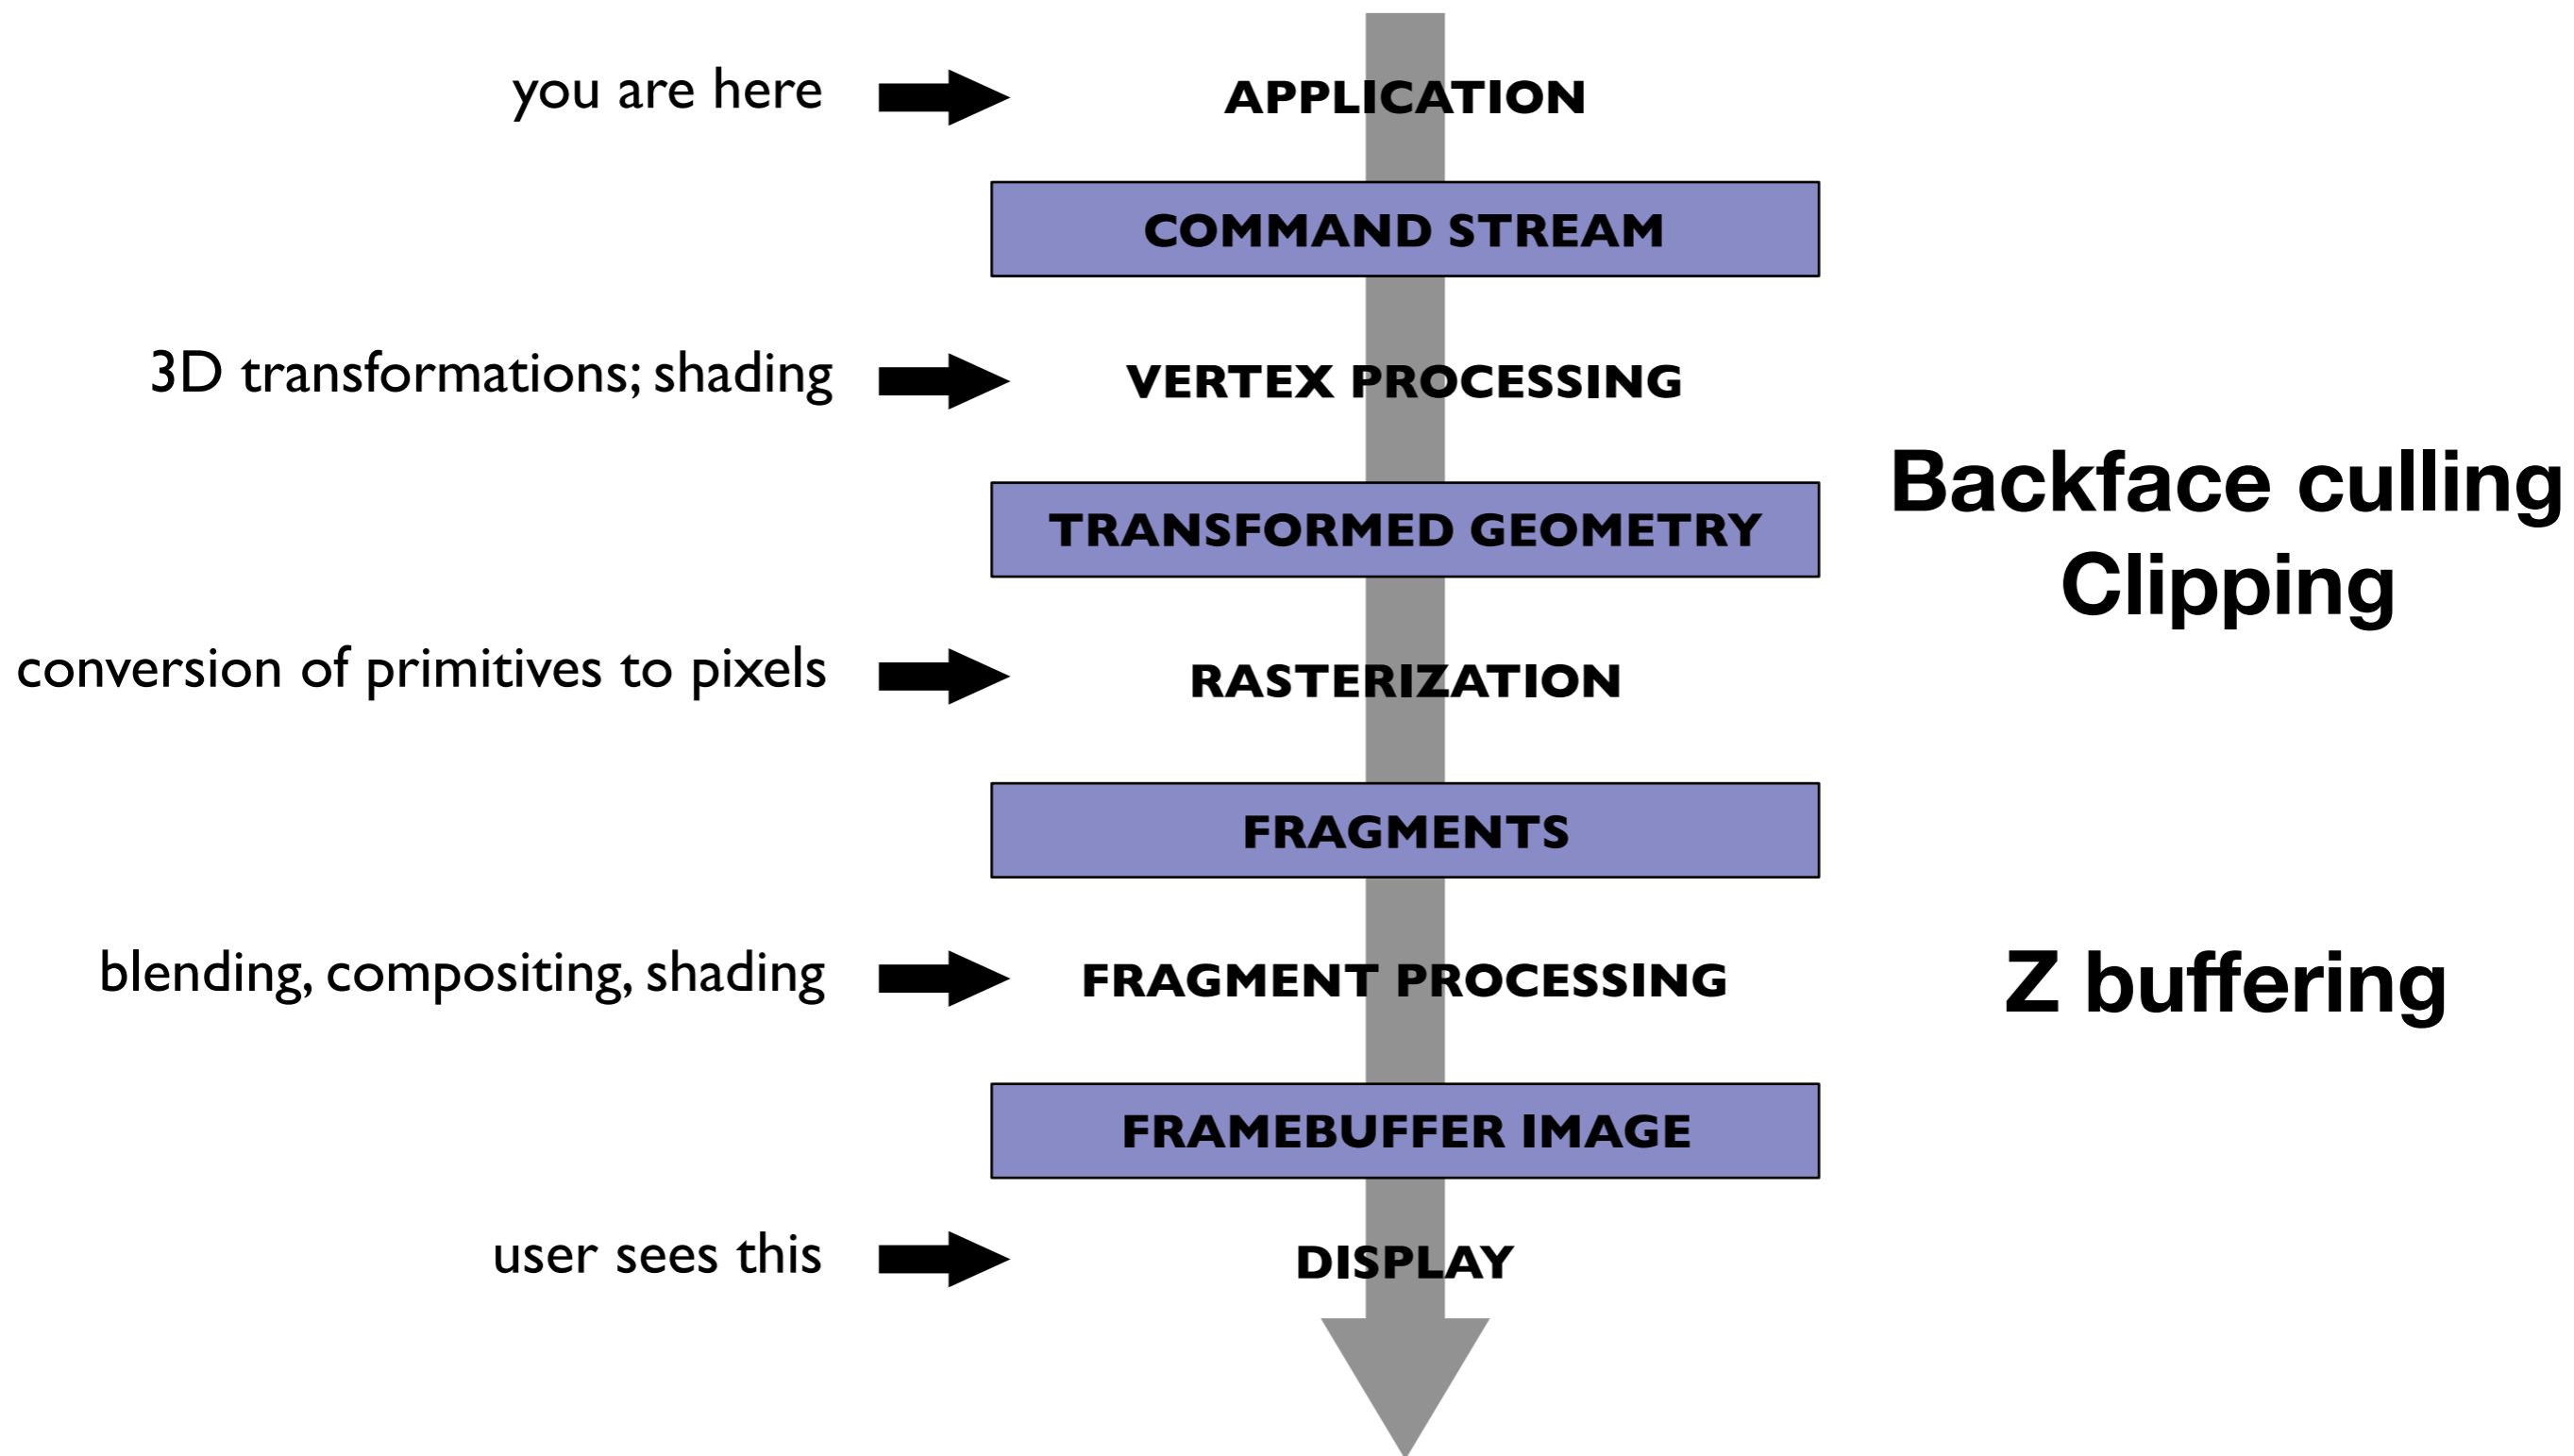 you are here
APPLICATION
COMMAND STREAM
3D transformations; shading
VERTEX PROCESSING
Backface culling
TRANSFORMED GEOMETRY
Clipping
conversion of primitives to pixels
RASTERIZATION
FRAGMENTS
blending, compositing, shading
FRAGMENT PROCESSING
Z buffering
FRAMEBUFFER IMAGE
user sees this
DISPLAY